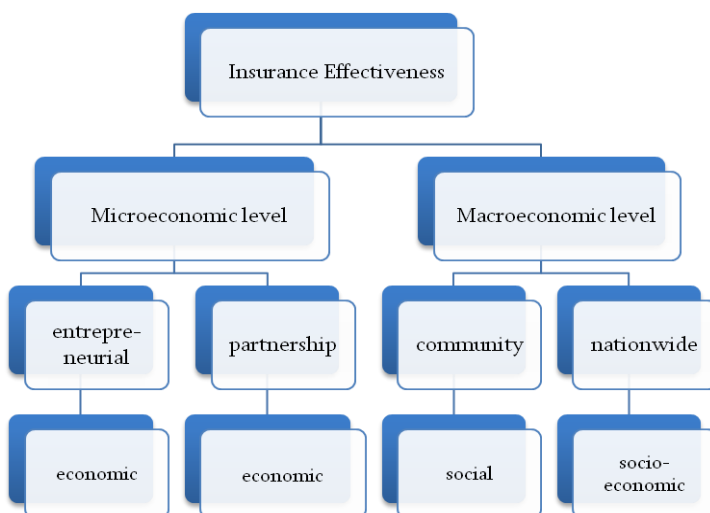 Insurance Effectiveness
Microeconomic level
Macroeconomic level
entrepre-
neurial
partnership
community
nationwide
economic
economic
social
socio-
economic